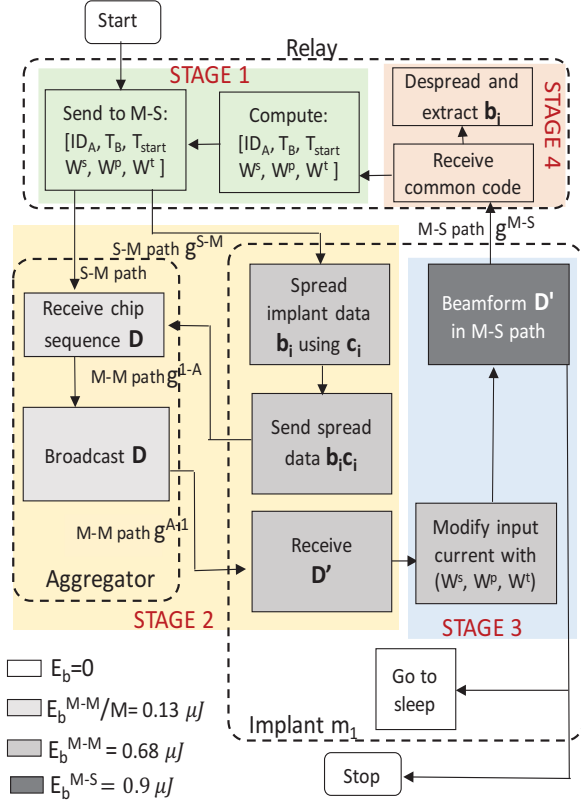 Start
Relay
STAGE 1
Send to M-S:
[ID_A, T_B, T_start
W^s, W^p, W^t ]
Compute:
[ID_A, T_B, T_start
W^s, W^p, W^t ]
Despread and
extract b_i
Receive
common code
STAGE 4
S-M path g^S-M
M-S path g^M-S
S-M path
Receive chip
sequence D
M-M path g^1-A
Broadcast D
M-M path g^A-1
Aggregator
STAGE 2
Spread
implant data
b_i using c_i
Send spread
data b_ic_i
Receive
D'
Beamform D'
in M-S path
Modify input
current with
(W^s, W^p, W^t)
STAGE 3
Go to
sleep
Implant m_1
Stop
E_b=0
E_b^M-M/M= 0.13 μJ
E_b^M-M = 0.68 μJ
E_b^M-S = 0.9 μJ